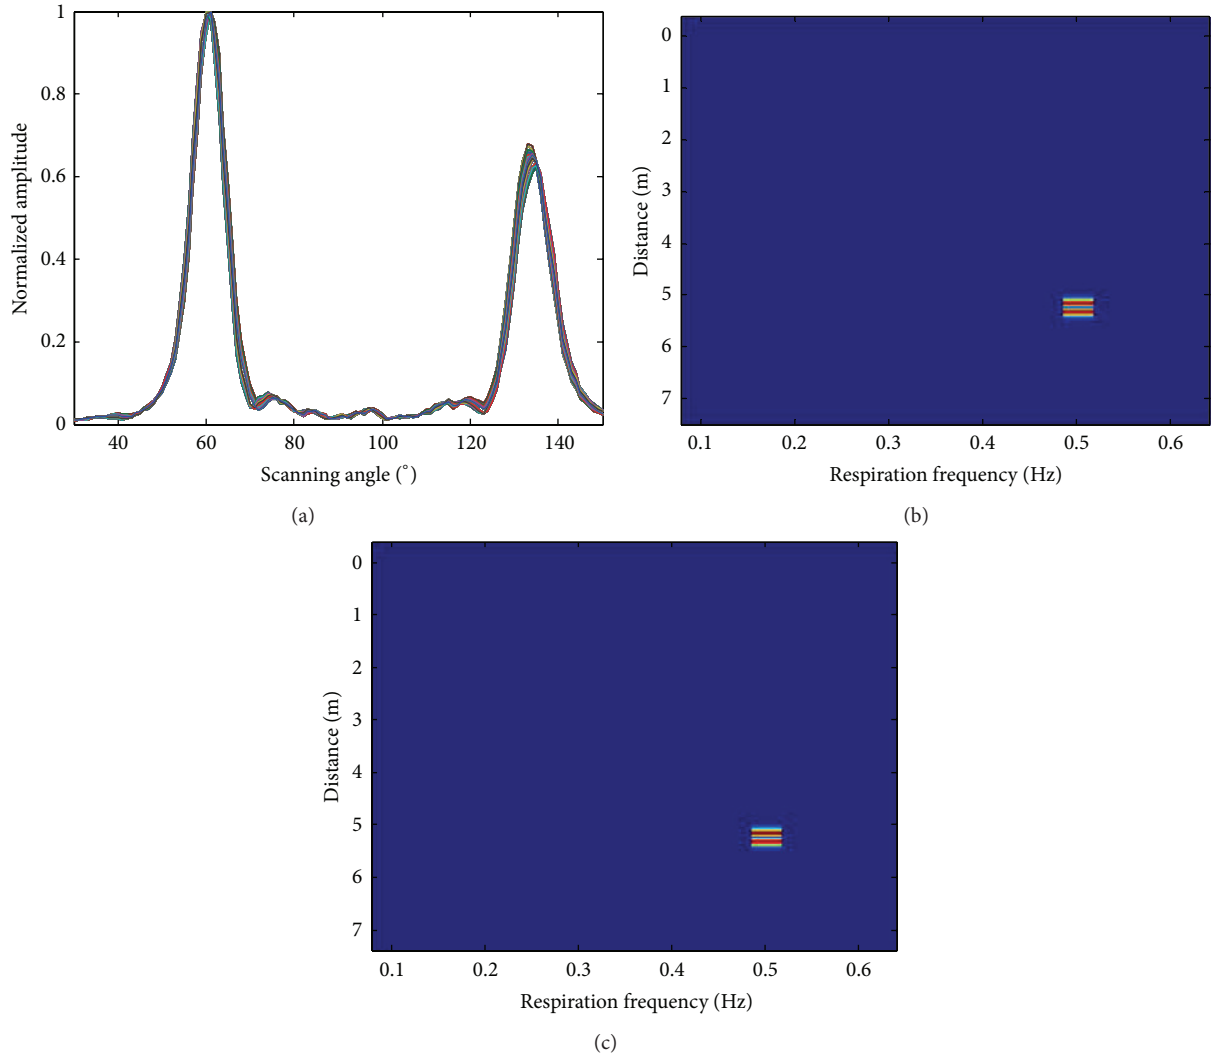 1
0.8
0.6
0.4
0.2
0
Normalized amplitude
40 60 80 100 120 140
Scanning angle (°)
(a)
0
1
2
3
4
5
6
7
Distance (m)
0.1 0.2 0.3 0.4 0.5 0.6
Respiration frequency (Hz)
(b)
0
1
2
3
4
5
6
7
Distance (m)
0.1 0.2 0.3 0.4 0.5 0.6
Respiration frequency (Hz)
(c)